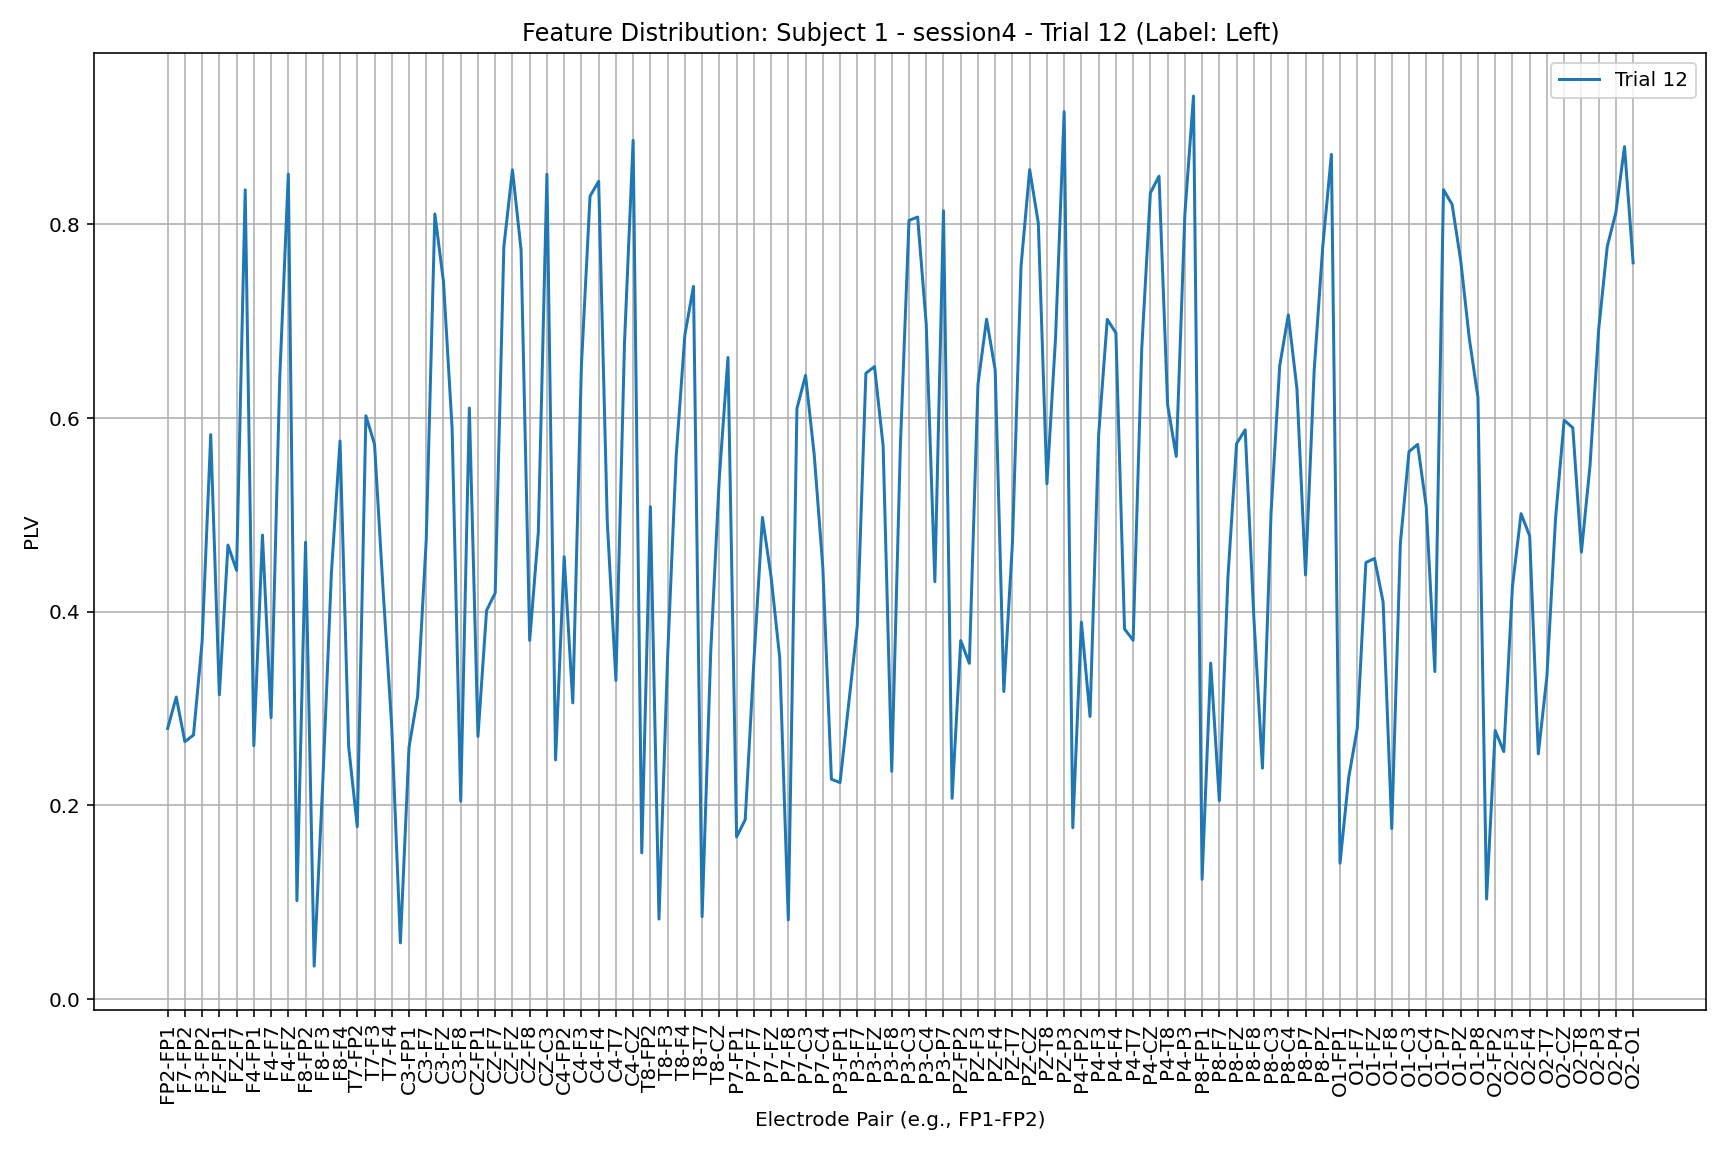 Feature Distribution: Subject 1 - session4 - Trial 12 (Label: Left)
Trial 12
PLV
0.8
0.6
0.4
0.2
0.0
FP2-FP1
F7-FP2
F3-FP2
FZ-FP1
FZ-F7
F4-FP1
F4-F7
F4-FZ
F8-FP2
F8-F3
F8-F4
T7-FP2
T7-F3
T7-F4
C3-FP1
C3-F7
C3-FZ
C3-F8
CZ-FP1
CZ-F7
CZ-FZ
CZ-F8
CZ-C3
C4-FP2
C4-F3
C4-F4
C4-T7
C4-CZ
T8-FP2
T8-F3
T8-F4
T8-T7
T8-CZ
P7-FP1
P7-F7
P7-FZ
P7-F8
P7-C3
P7-C4
P3-FP1
P3-F7
P3-FZ
P3-F8
P3-C3
P3-C4
P3-P7
PZ-FP2
PZ-F3
PZ-F4
PZ-T7
PZ-CZ
PZ-T8
PZ-P3
P4-FP2
P4-F3
P4-F4
P4-T7
P4-CZ
P4-T8
P4-P3
P8-FP1
P8-F7
P8-FZ
P8-F8
P8-C3
P8-C4
P8-P7
P8-PZ
O1-FP1
O1-F7
O1-FZ
O1-F8
O1-C3
O1-C4
O1-P7
O1-PZ
O1-P8
O2-FP2
O2-F3
O2-F4
O2-T7
O2-CZ
O2-T8
O2-P3
O2-P4
O2-O1
Electrode Pair (e.g., FP1-FP2)